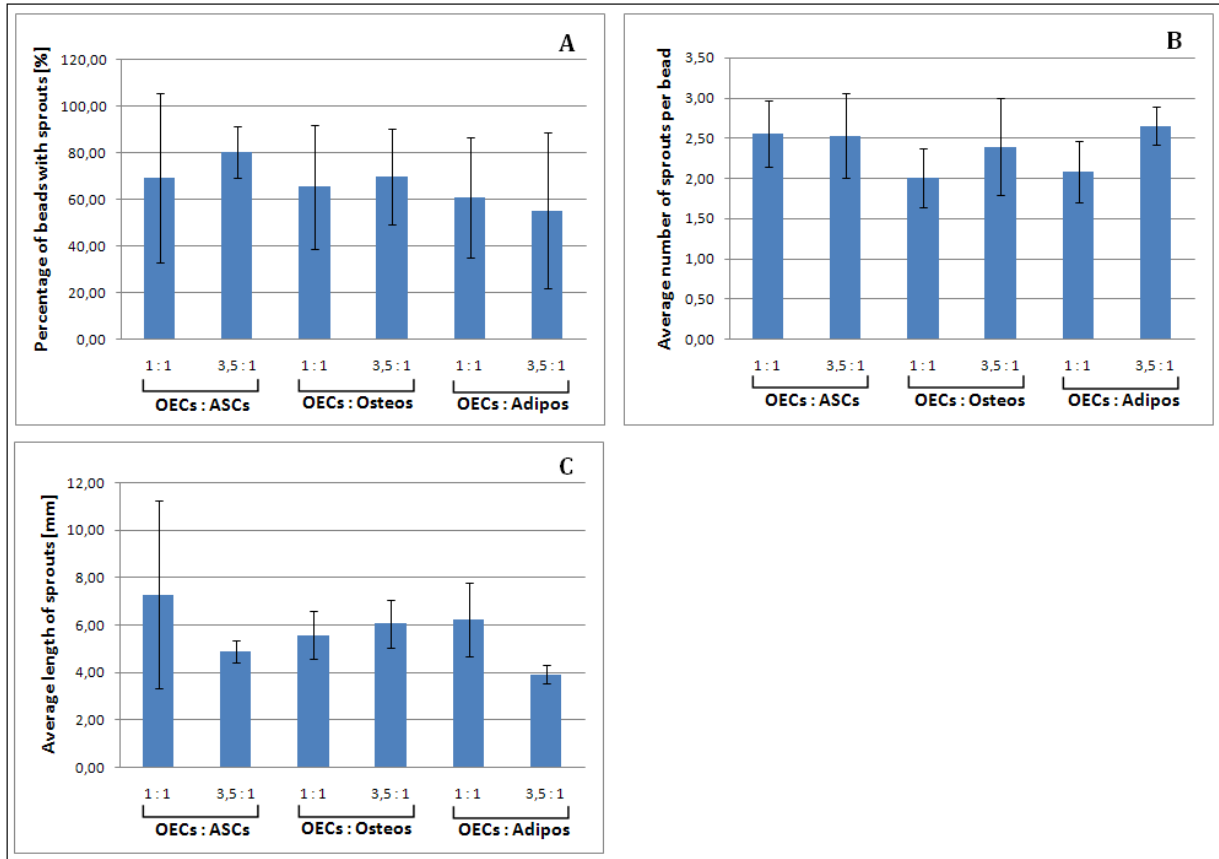 A
Percentage of beads with sprouts [%]
120,00
100,00
80,00
60,00
40,00
20,00
0,00
1 : 1 3,5 : 1 1 : 1 3,5 : 1 1 : 1 3,5 : 1
OECs : ASCs OECs : Osteos OECs : Adipos
B
Average number of sprouts per bead
3,50
3,00
2,50
2,00
1,50
1,00
0,50
0,00
1 : 1 3,5 : 1 1 : 1 3,5 : 1 1 : 1 3,5 : 1
OECs : ASCs OECs : Osteos OECs : Adipos
C
Average length of sprouts [mm]
12,00
10,00
8,00
6,00
4,00
2,00
0,00
1 : 1 3,5 : 1 1 : 1 3,5 : 1 1 : 1 3,5 : 1
OECs : ASCs OECs : Osteos OECs : Adipos